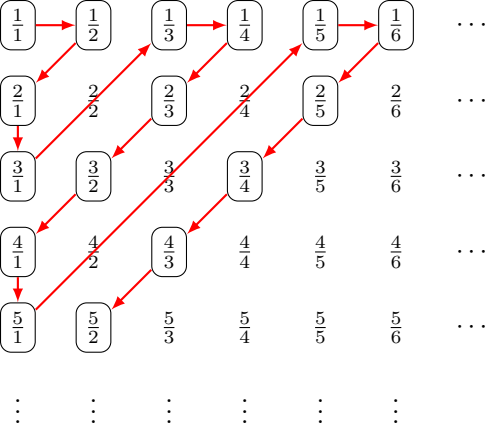 1/1 1/2 1/3 1/4 1/5 1/6 ⋯
2/1 2/2 2/3 2/4 2/5 2/6 ⋯
3/1 3/2 3/3 3/4 3/5 3/6 ⋯
4/1 4/2 4/3 4/4 4/5 4/6 ⋯
5/1 5/2 5/3 5/4 5/5 5/6 ⋯
⋮ ⋮ ⋮ ⋮ ⋮ ⋮